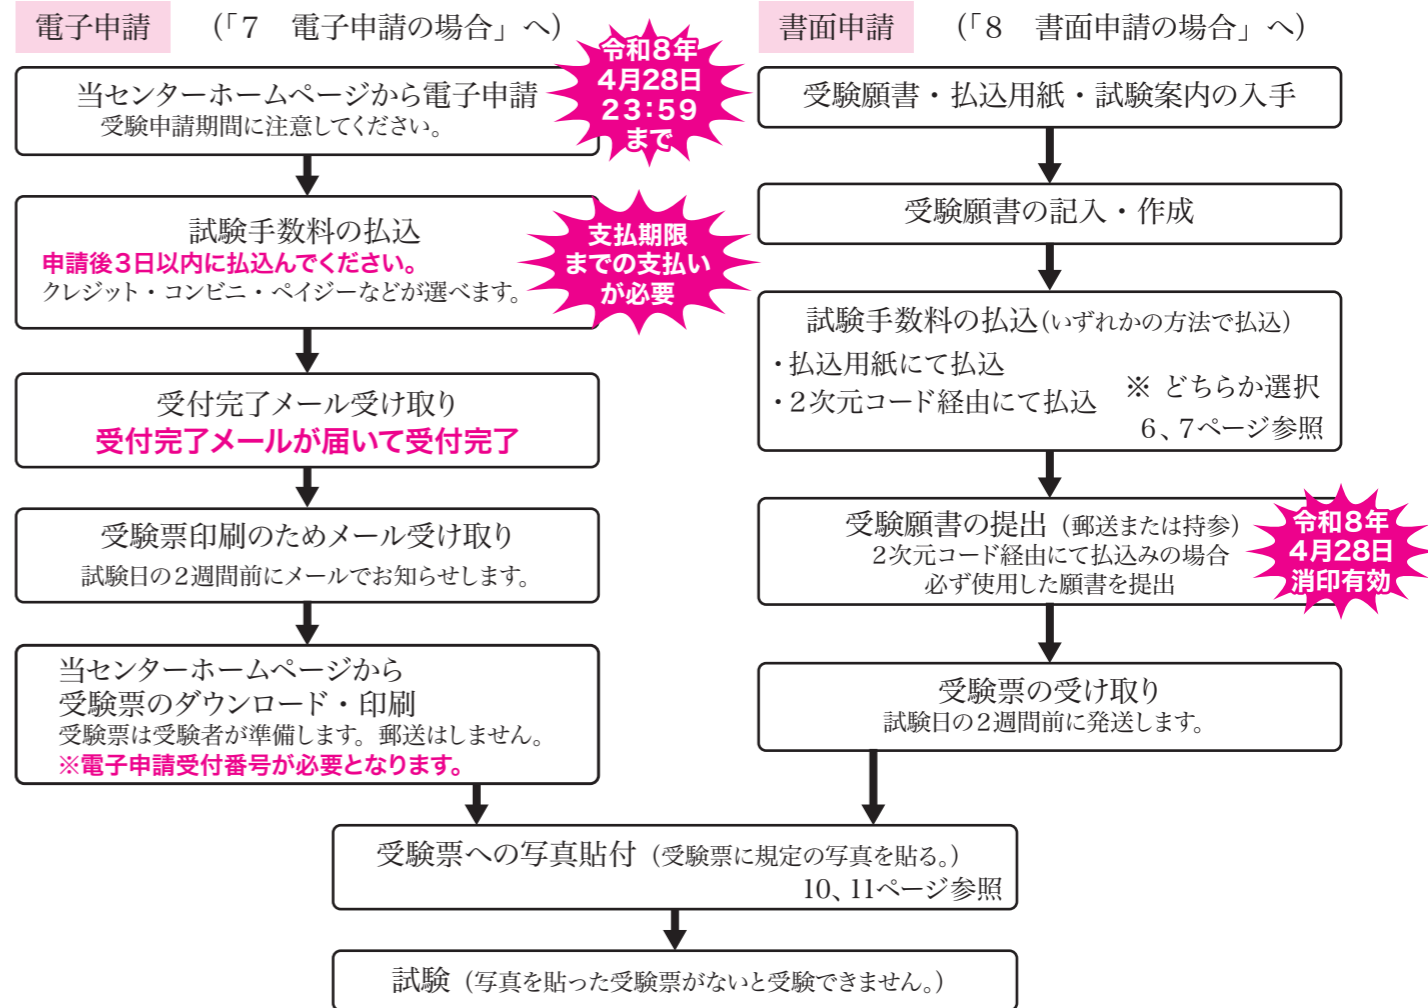 電子申請 (「7 電子申請の場合」へ)
当センターホームページから電子申請
受験申請期間に注意してください。
令和8年
4月28日
23:59
まで
試験手数料の払込
申請後3日以内に払込んでください。
クレジット・コンビニ・ペイジーなどが選べます。
支払期限
までの支払い
が必要
受付完了メール受け取り
受付完了メールが届いて受付完了
受験票印刷のためメール受け取り
試験日の2週間前にメールでお知らせします。
当センターホームページから
受験票のダウンロード・印刷
受験票は受験者が準備します。郵送はしません。
※電子申請受付番号が必要となります。
書面申請 (「8 書面申請の場合」へ)
受験願書・払込用紙・試験案内の入手
受験願書の記入・作成
試験手数料の払込(いずれかの方法で払込)
・払込用紙にて払込
・2次元コード経由にて払込
※ どちらか選択
6、7ページ参照
受験願書の提出(郵送または持参)
2次元コード経由にて払込みの場合
必ず使用した願書を提出
令和8年
4月28日
消印有効
受験票の受け取り
試験日の2週間前に発送します。
受験票への写真貼付(受験票に規定の写真を貼る。)
10、11ページ参照
試験(写真を貼った受験票がないと受験できません。)